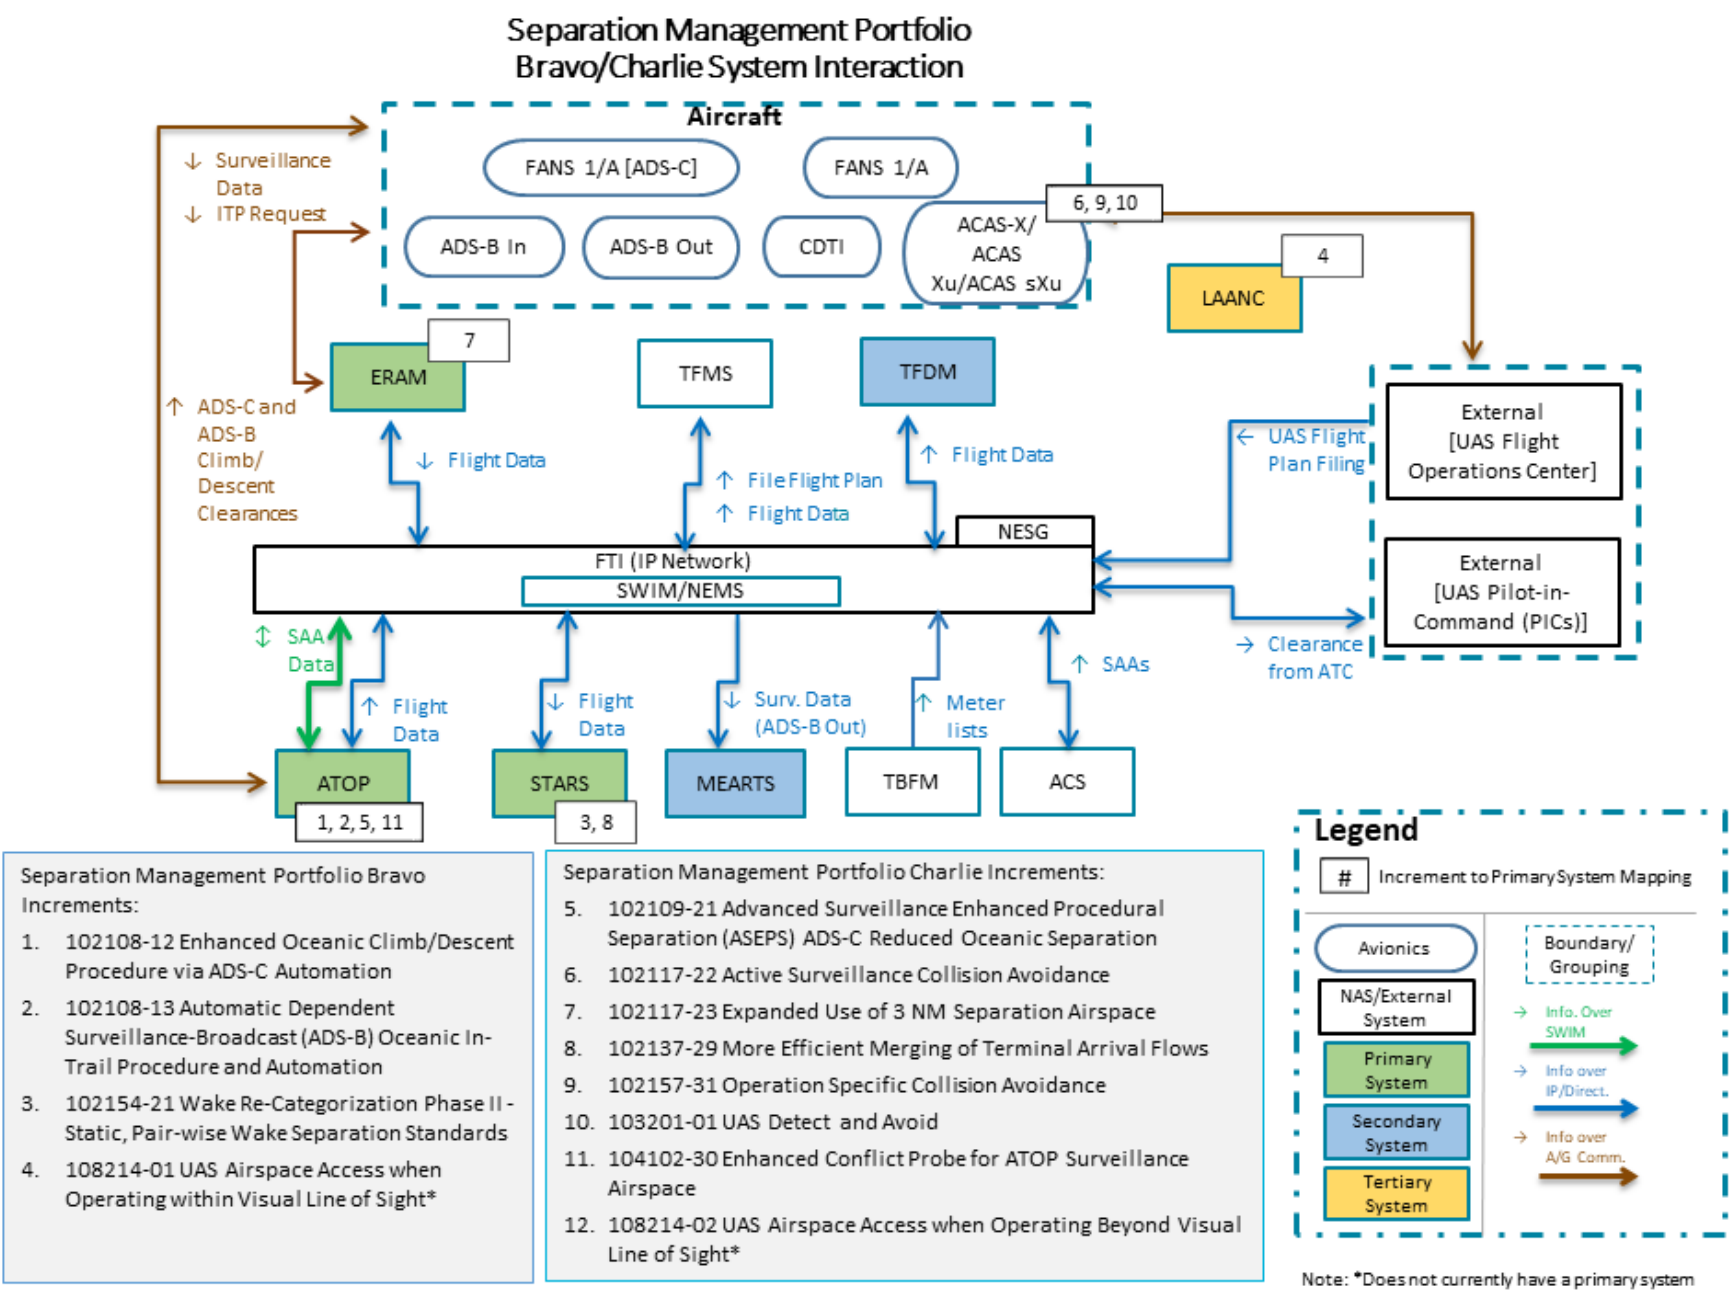 Separation Management Portfolio
Bravo/Charlie System Interaction
Aircraft
FANS 1/A [ADS-C]
FANS 1/A
6, 9, 10
ADS-B In
ADS-B Out
CDTI
ACAS-X/
ACAS
Xu/ACAS sXu
↓ Surveillance
Data
↓ ITP Request
4
LAANC
7
ERAM
TFMS
TFDM
↑ ADS-C and
ADS-B
Climb/
Descent
Clearances
↓ Flight Data
↑ File Flight Plan
↑ Flight Data
↑ Flight Data
← UAS Flight
Plan Filing
External
[UAS Flight
Operations Center]
NESG
FTI (IP Network)
SWIM/NEMS
External
[UAS Pilot-in-
Command (PICs)]
→ Clearance
from ATC
↕ SAA
Data
↑ Flight
Data
↓ Flight
Data
↓ Surv. Data
(ADS-B Out)
↑ Meter
lists
↑ SAAs
ATOP
1, 2, 5, 11
STARS
3, 8
MEARTS
TBFM
ACS
Separation Management Portfolio Bravo
Increments:
1. 102108-12 Enhanced Oceanic Climb/Descent
Procedure via ADS-C Automation
2. 102108-13 Automatic Dependent
Surveillance-Broadcast (ADS-B) Oceanic In-
Trail Procedure and Automation
3. 102154-21 Wake Re-Categorization Phase II -
Static, Pair-wise Wake Separation Standards
4. 108214-01 UAS Airspace Access when
Operating within Visual Line of Sight*
Separation Management Portfolio Charlie Increments:
5. 102109-21 Advanced Surveillance Enhanced Procedural
Separation (ASEPS) ADS-C Reduced Oceanic Separation
6. 102117-22 Active Surveillance Collision Avoidance
7. 102117-23 Expanded Use of 3 NM Separation Airspace
8. 102137-29 More Efficient Merging of Terminal Arrival Flows
9. 102157-31 Operation Specific Collision Avoidance
10. 103201-01 UAS Detect and Avoid
11. 104102-30 Enhanced Conflict Probe for ATOP Surveillance
Airspace
12. 108214-02 UAS Airspace Access when Operating Beyond Visual
Line of Sight*
Legend
# Increment to Primary System Mapping
Avionics
NAS/External
System
Primary
System
Secondary
System
Tertiary
System
Boundary/
Grouping
→ Info. Over
SWIM
→ Info over
IP/Direct.
→ Info over
A/G Comm.
Note: *Does not currently have a primary system